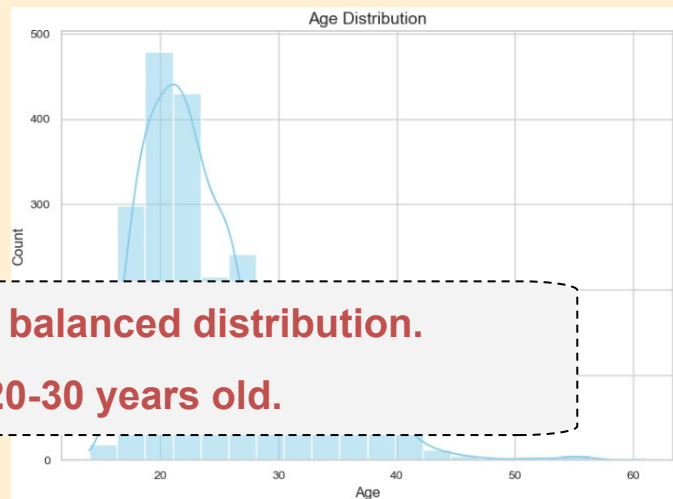 Age Distribution
500
400
300
Count
balanced distribution.
20-30 years old.
0
20
30
40
50
60
Age